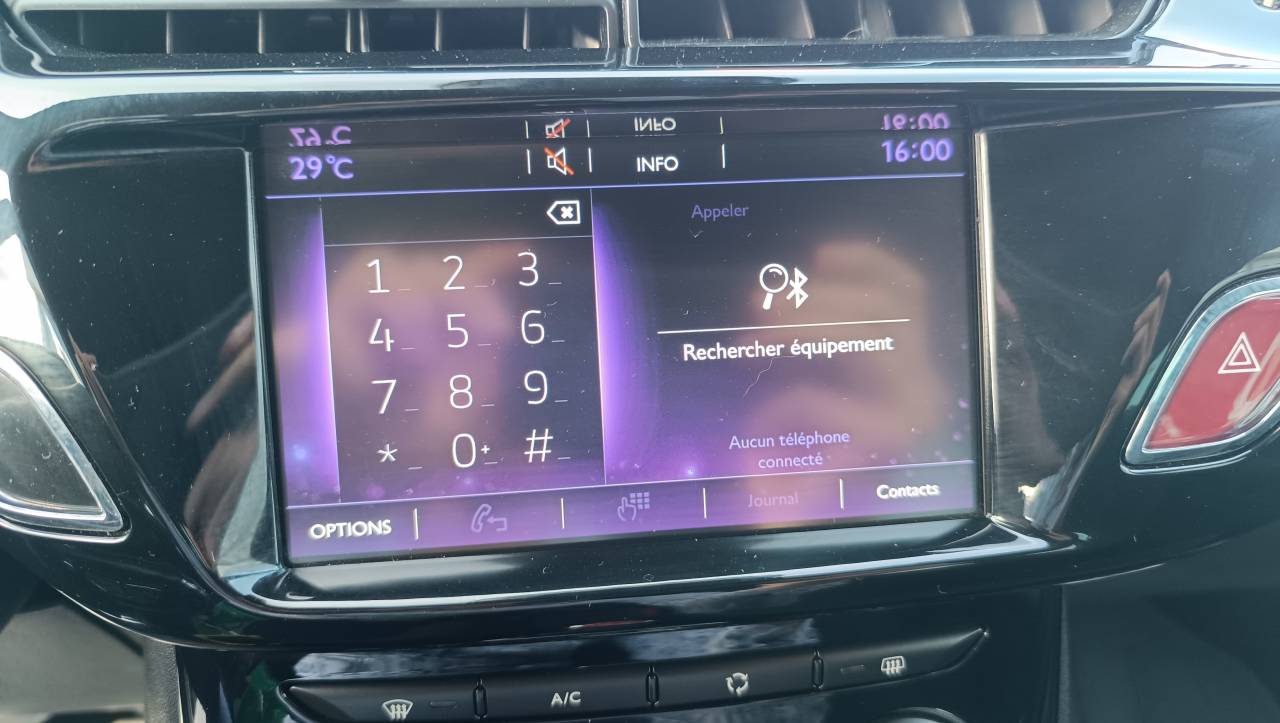 29°C INFO 16:00
Appeler
1 2 3
4 5 6
7 8 9
* 0+ #
Rechercher équipement
Aucun téléphone
connecté
OPTIONS Journal Contacts
A/C